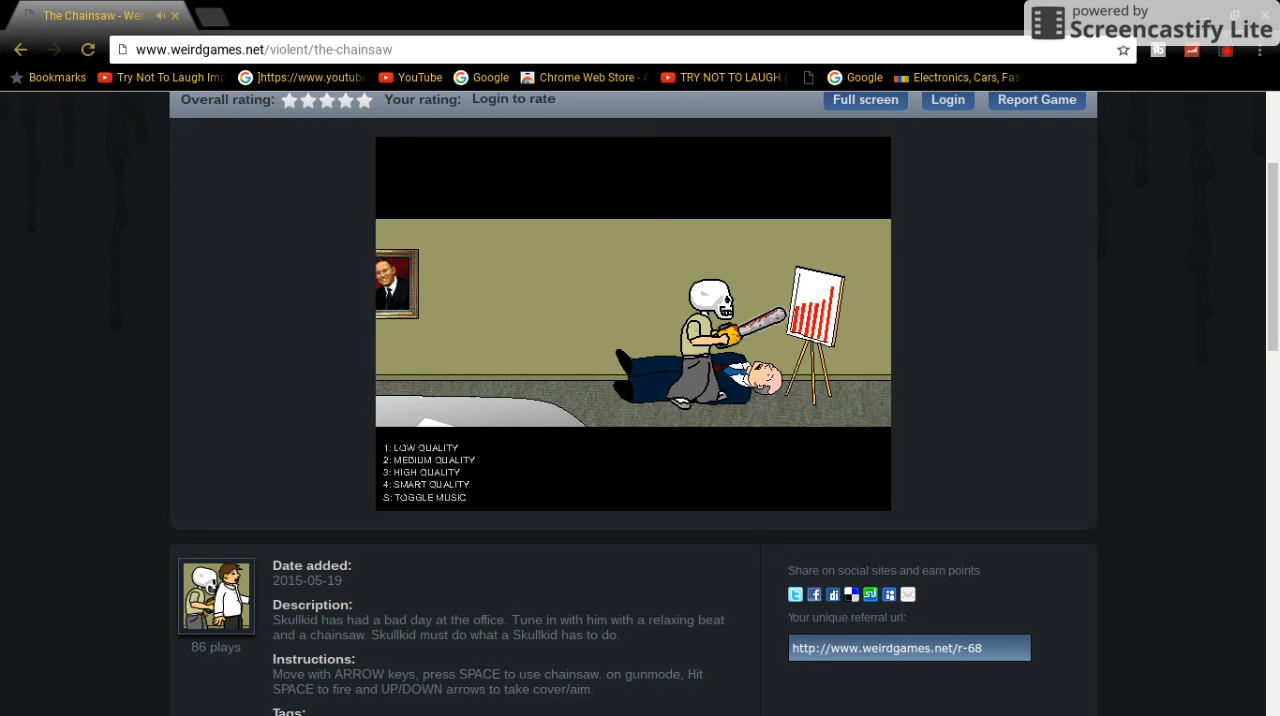 The Chainsaw - Wei
powered by
Screencastify Lite
www.weirdgames.net/violent/the-chainsaw
Bookmarks Try Not To Laugh Imp ]https://www.youtube YouTube Google Chrome Web Store - TRY NOT TO LAUGH ( Google Electronics, Cars, Fas
Overall rating: Your rating: Login to rate Full screen Login Report Game
1: LOW QUALITY
2: MEDIUM QUALITY
3: HIGH QUALITY
4: SMART QUALITY
S: TOGGLE MUSIC
Date added:
2015-05-19
Description:
Skullkid has had a bad day at the office. Tune in with him with a relaxing beat
and a chainsaw. Skullkid must do what a Skullkid has to do.
Instructions:
Move with ARROW keys, press SPACE to use chainsaw. on gunmode, Hit
SPACE to fire and UP/DOWN arrows to take cover/aim.
Tags:
86 plays
Share on social sites and earn points
Your unique referral url:
http://www.weirdgames.net/r-68